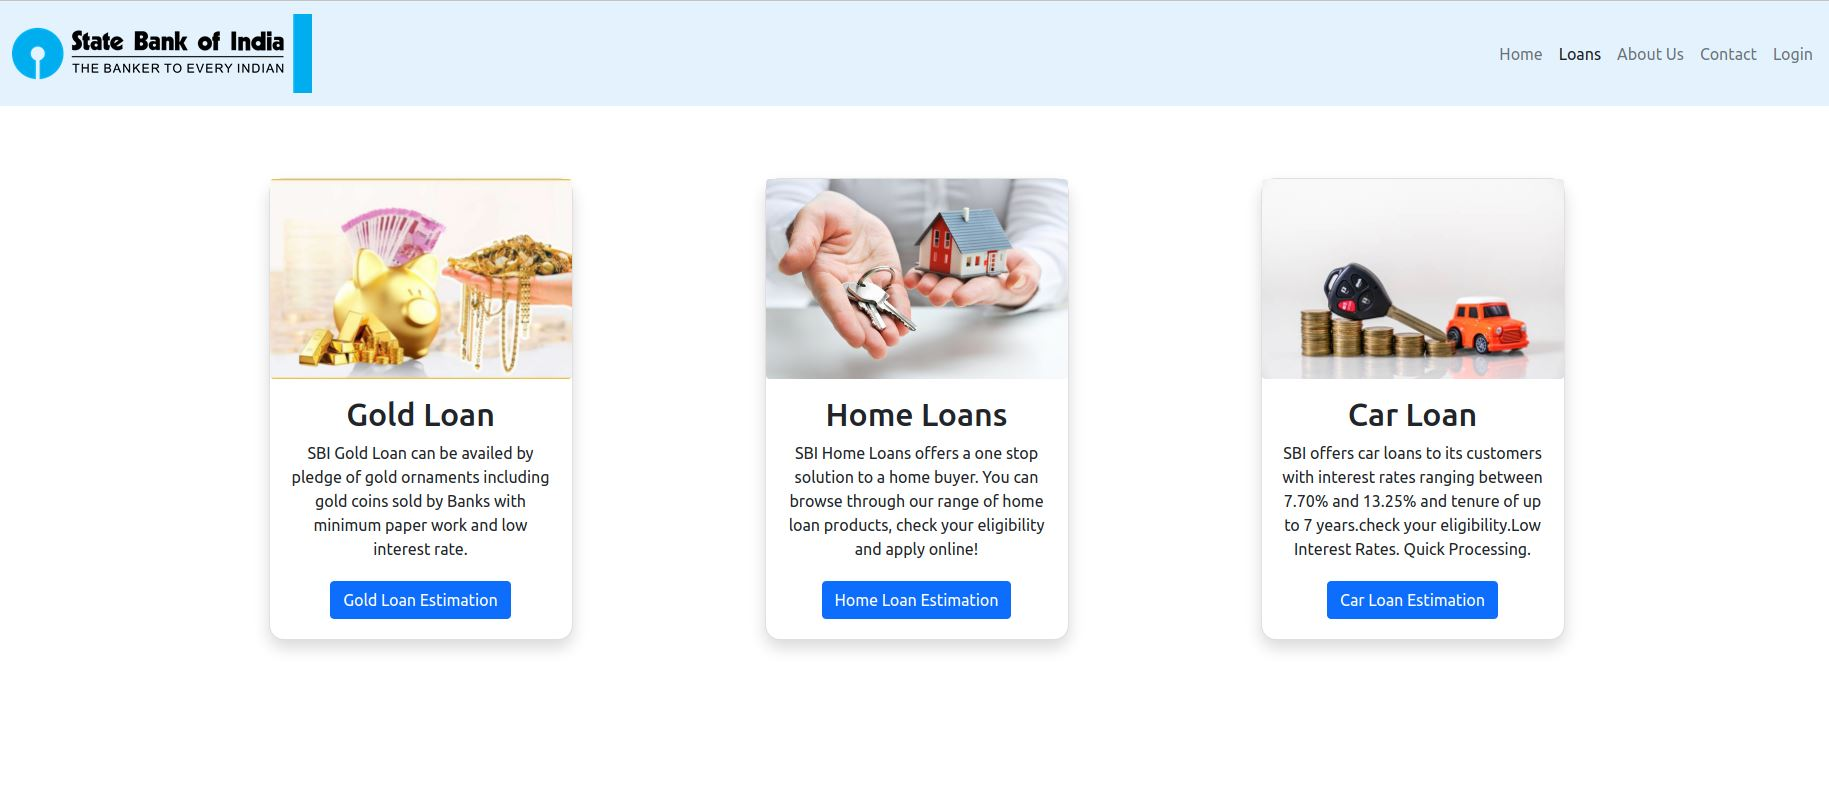 State Bank of India
THE BANKER TO EVERY INDIAN
Home Loans About Us Contact Login
Gold Loan
SBI Gold Loan can be availed by
pledge of gold ornaments including
gold coins sold by Banks with
minimum paper work and low
interest rate.
Gold Loan Estimation
Home Loans
SBI Home Loans offers a one stop
solution to a home buyer. You can
browse through our range of home
loan products, check your eligibility
and apply online!
Home Loan Estimation
Car Loan
SBI offers car loans to its customers
with interest rates ranging between
7.70% and 13.25% and tenure of up
to 7 years.check your eligibility.Low
Interest Rates. Quick Processing.
Car Loan Estimation